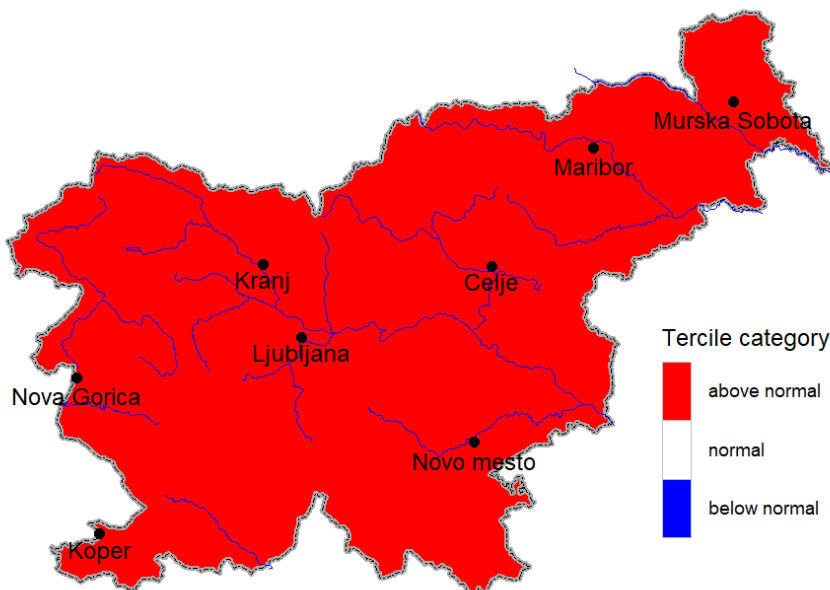 Murska Sobota
Maribor
Kranj
Celje
Ljubljana
Nova Gorica
Novo mesto
Koper
Tercile category
above normal
normal
below normal